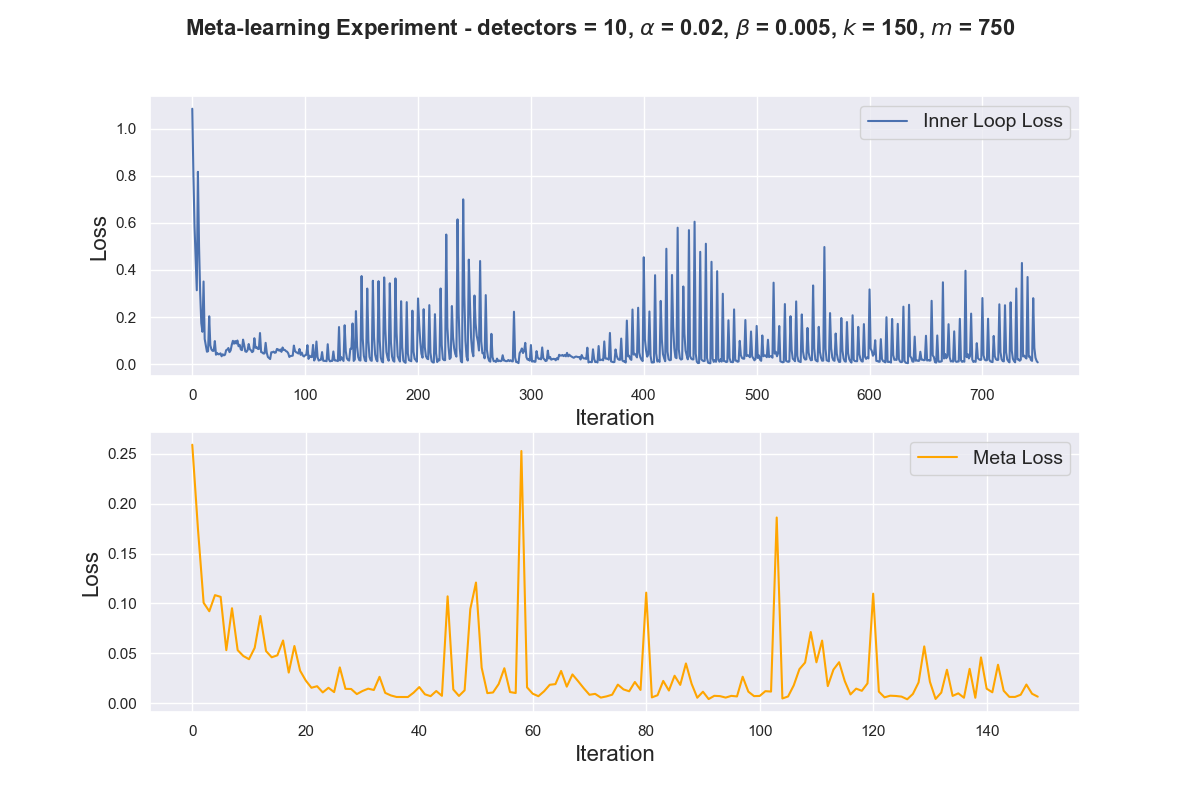 Meta-learning Experiment - detectors = 10, α = 0.02, β = 0.005, k = 150, m = 750
Inner Loop Loss
Loss
1.0
0.8
0.6
0.4
0.2
0.0
0 100 200 300 400 500 600 700
Iteration
Meta Loss
Loss
0.25
0.20
0.15
0.10
0.05
0.00
0 20 40 60 80 100 120 140
Iteration